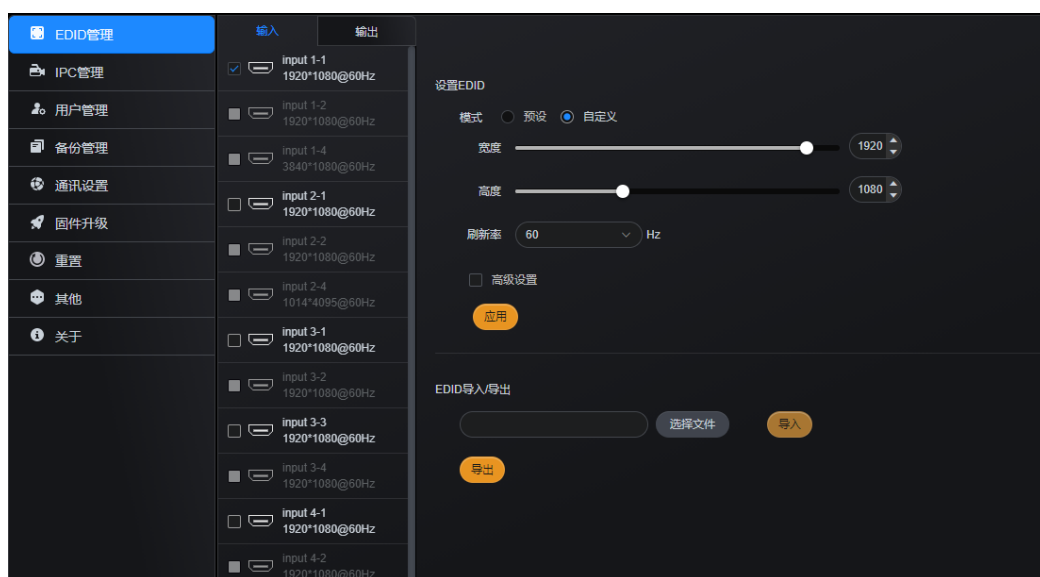 EDID管理
IPC管理
用户管理
备份管理
通讯设置
固件升级
重置
其他
关于
输入
输出
input 1-1
1920*1080@60Hz
input 1-2
1920*1080@60Hz
input 1-4
3840*1080@60Hz
input 2-1
1920*1080@60Hz
input 2-2
1920*1080@60Hz
input 2-4
1014*4095@60Hz
input 3-1
1920*1080@60Hz
input 3-2
1920*1080@60Hz
input 3-3
1920*1080@60Hz
input 3-4
1920*1080@60Hz
input 4-1
1920*1080@60Hz
input 4-2
1920*1080@60Hz
设置EDID
模式 预设 自定义
宽度 1920
高度 1080
刷新率 60 Hz
高级设置
应用
EDID导入/导出
选择文件 导入
导出